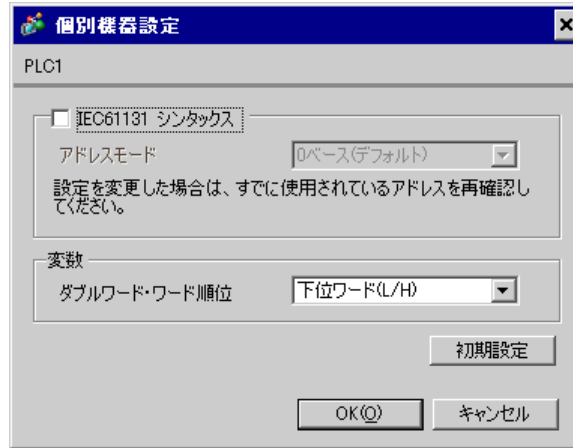 個別機器設定
PLC1
IEC61131 シンタックス
アドレスモード 0ベース(デフォルト)
設定を変更した場合は、すでに使用されているアドレスを再確認し
てください。
変数
ダブルワード・ワード順位 下位ワード(L/H)
初期設定
OK(O) キャンセル